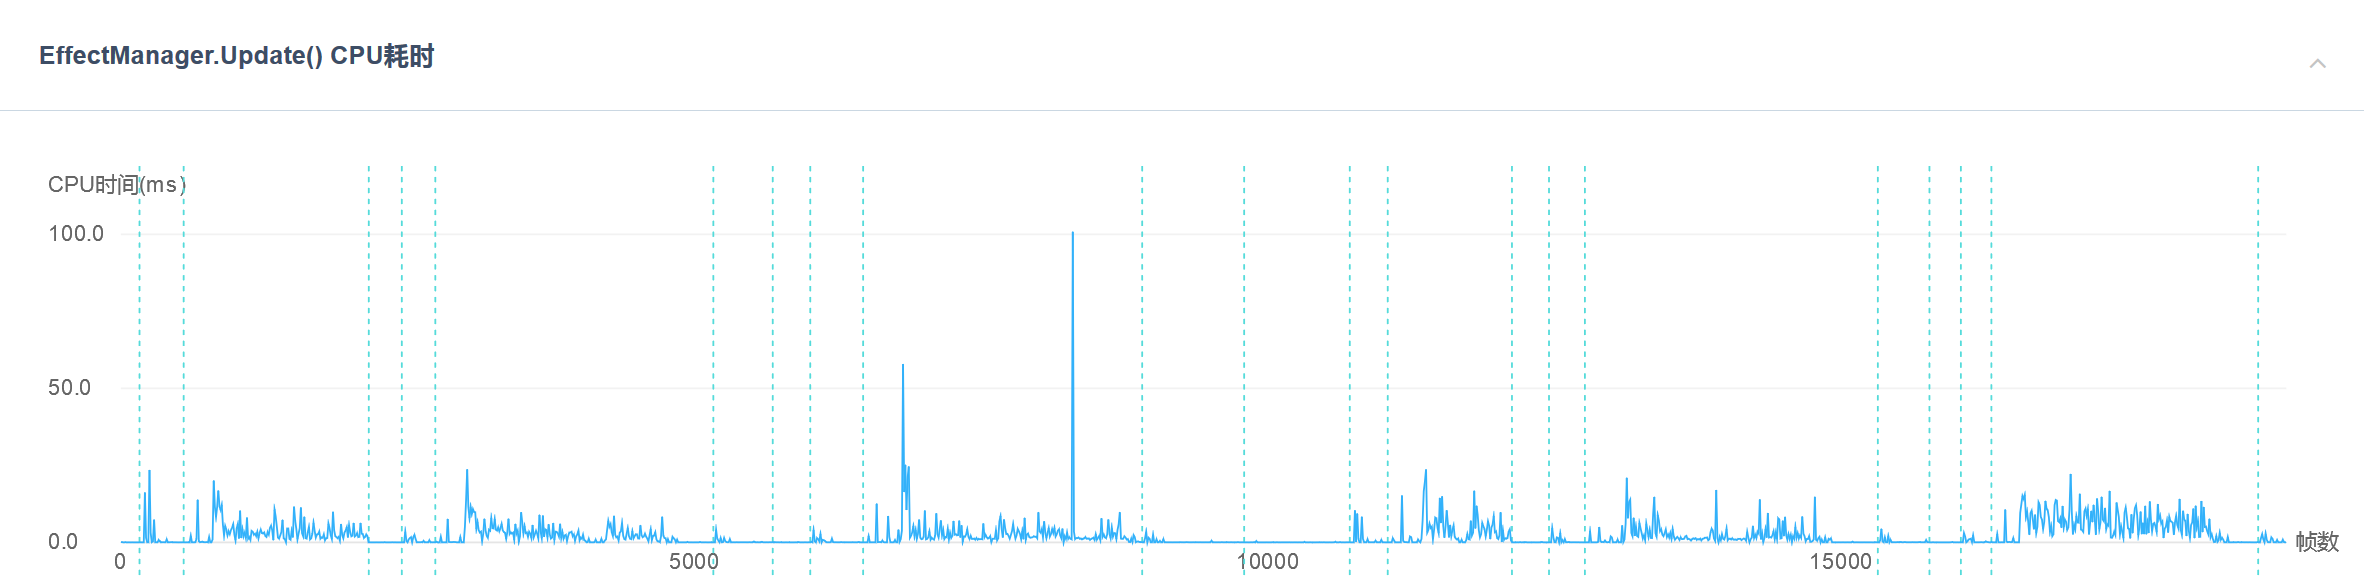 EffectManager.Update() CPU耗时
CPU时间(ms)
100.0
50.0
0.0
0
5000
10000
15000
帧数